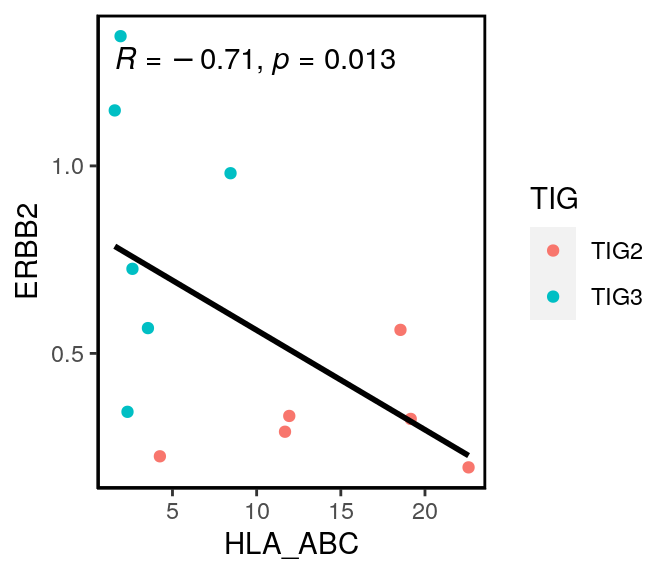 R = − 0.71, p = 0.013
1.0
0.5
ERBB2
5 10 15 20
HLA_ABC
TIG
TIG2
TIG3